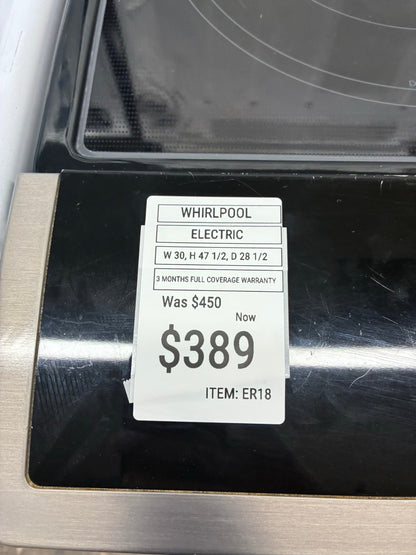 WHIRLPOOL
ELECTRIC
W 30, H 47 1/2, D 28 1/2
3 MONTHS FULL COVERAGE WARRANTY
Was $450
Now
$389
ITEM: ER18